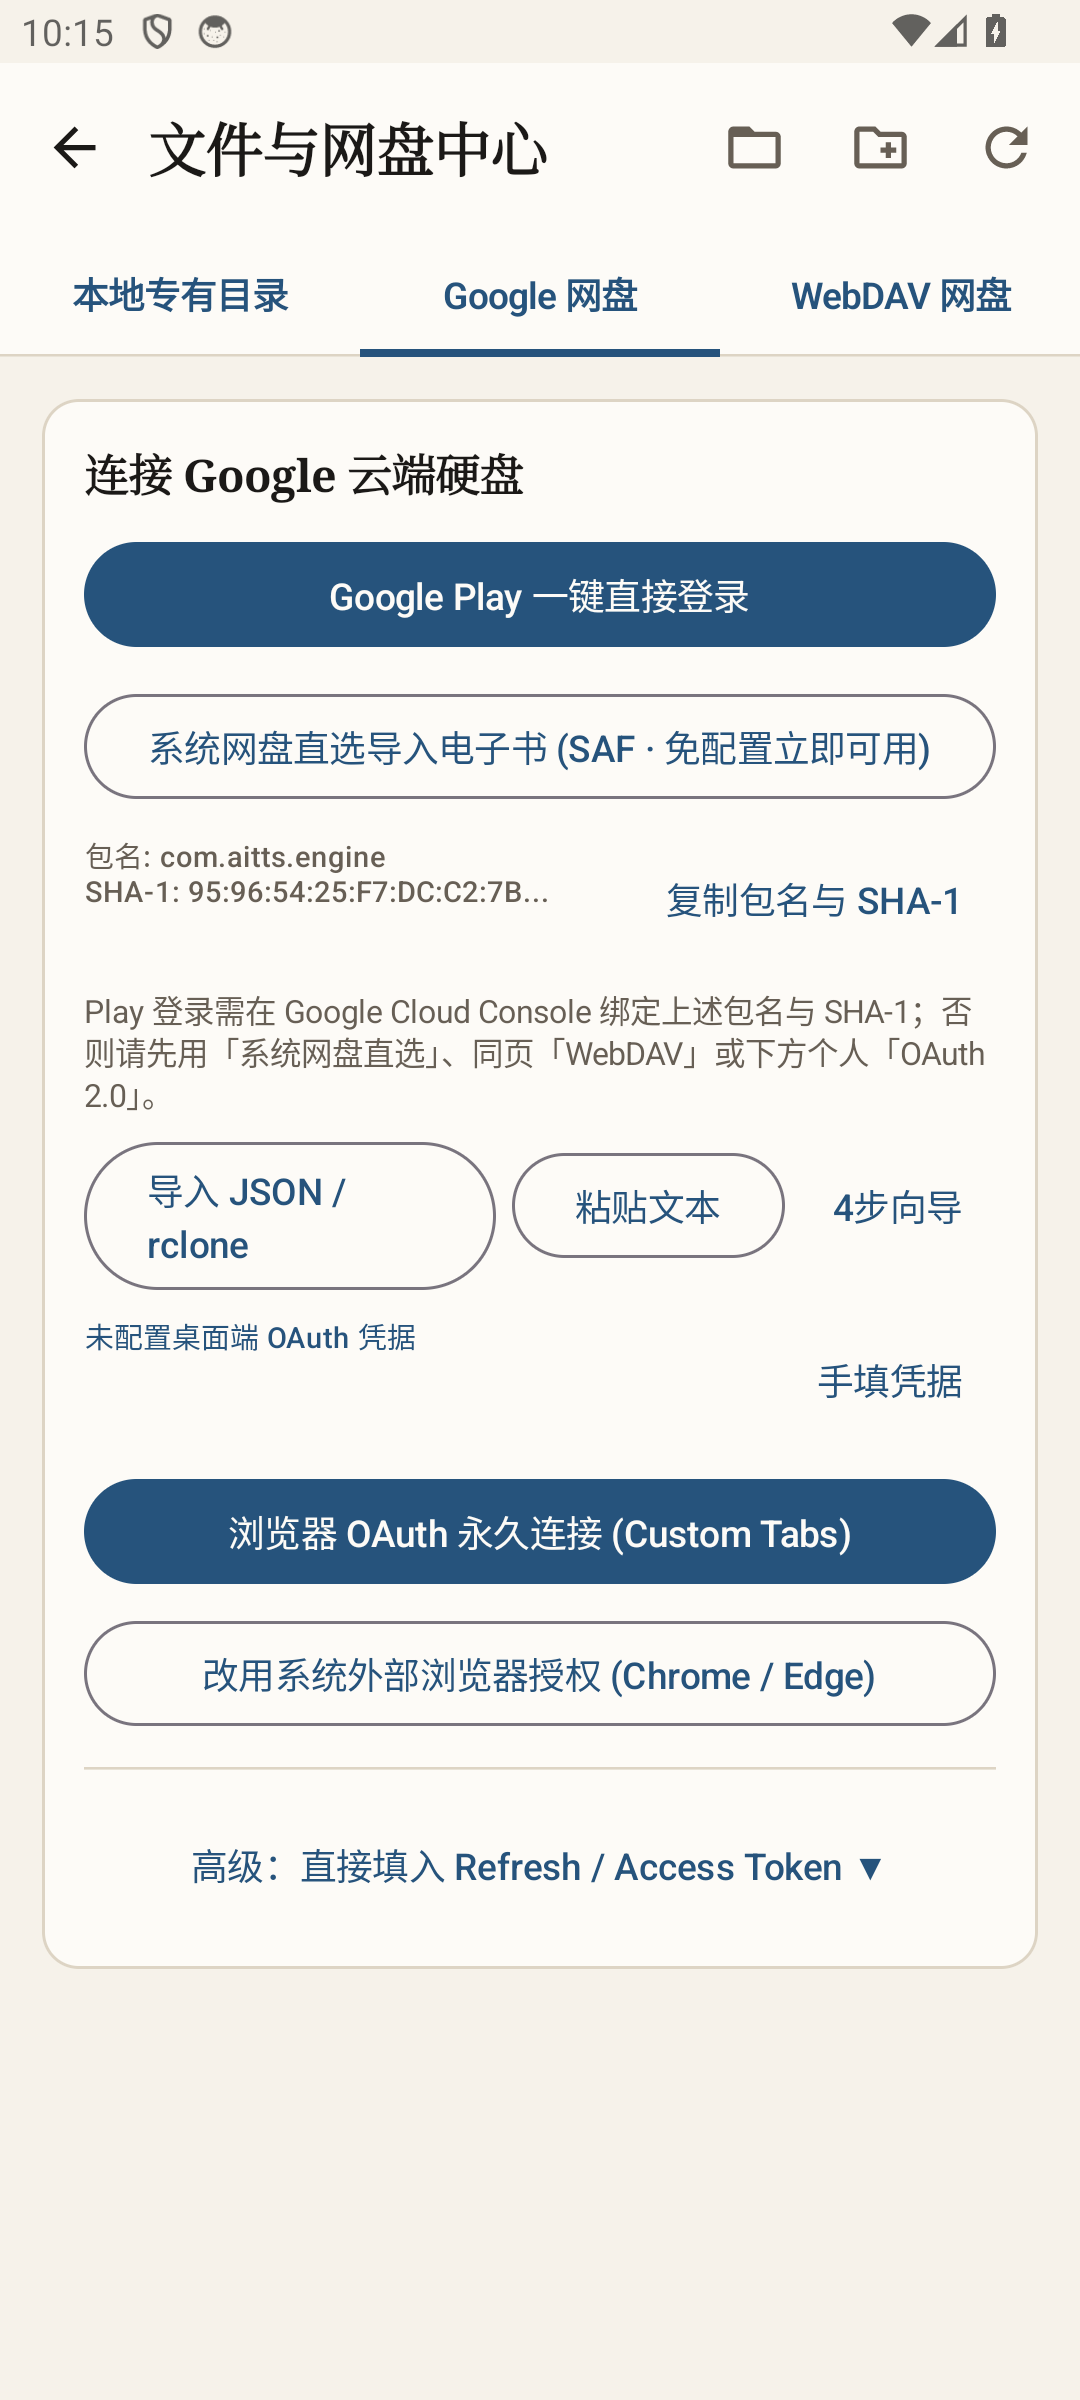 10:15
文件与网盘中心
本地专有目录
Google 网盘
WebDAV 网盘
连接 Google 云端硬盘
Google Play 一键直接登录
系统网盘直选导入电子书 (SAF · 免配置立即可用)
包名: com.aitts.engine
SHA-1: 95:96:54:25:F7:DC:C2:7B...
复制包名与 SHA-1
Play 登录需在 Google Cloud Console 绑定上述包名与 SHA-1；否
则请先用「系统网盘直选」、同页「WebDAV」或下方个人「OAuth
2.0」。
导入 JSON /
rclone
粘贴文本
4步向导
未配置桌面端 OAuth 凭据
手填凭据
浏览器 OAuth 永久连接 (Custom Tabs)
改用系统外部浏览器授权 (Chrome / Edge)
高级：直接填入 Refresh / Access Token ▼